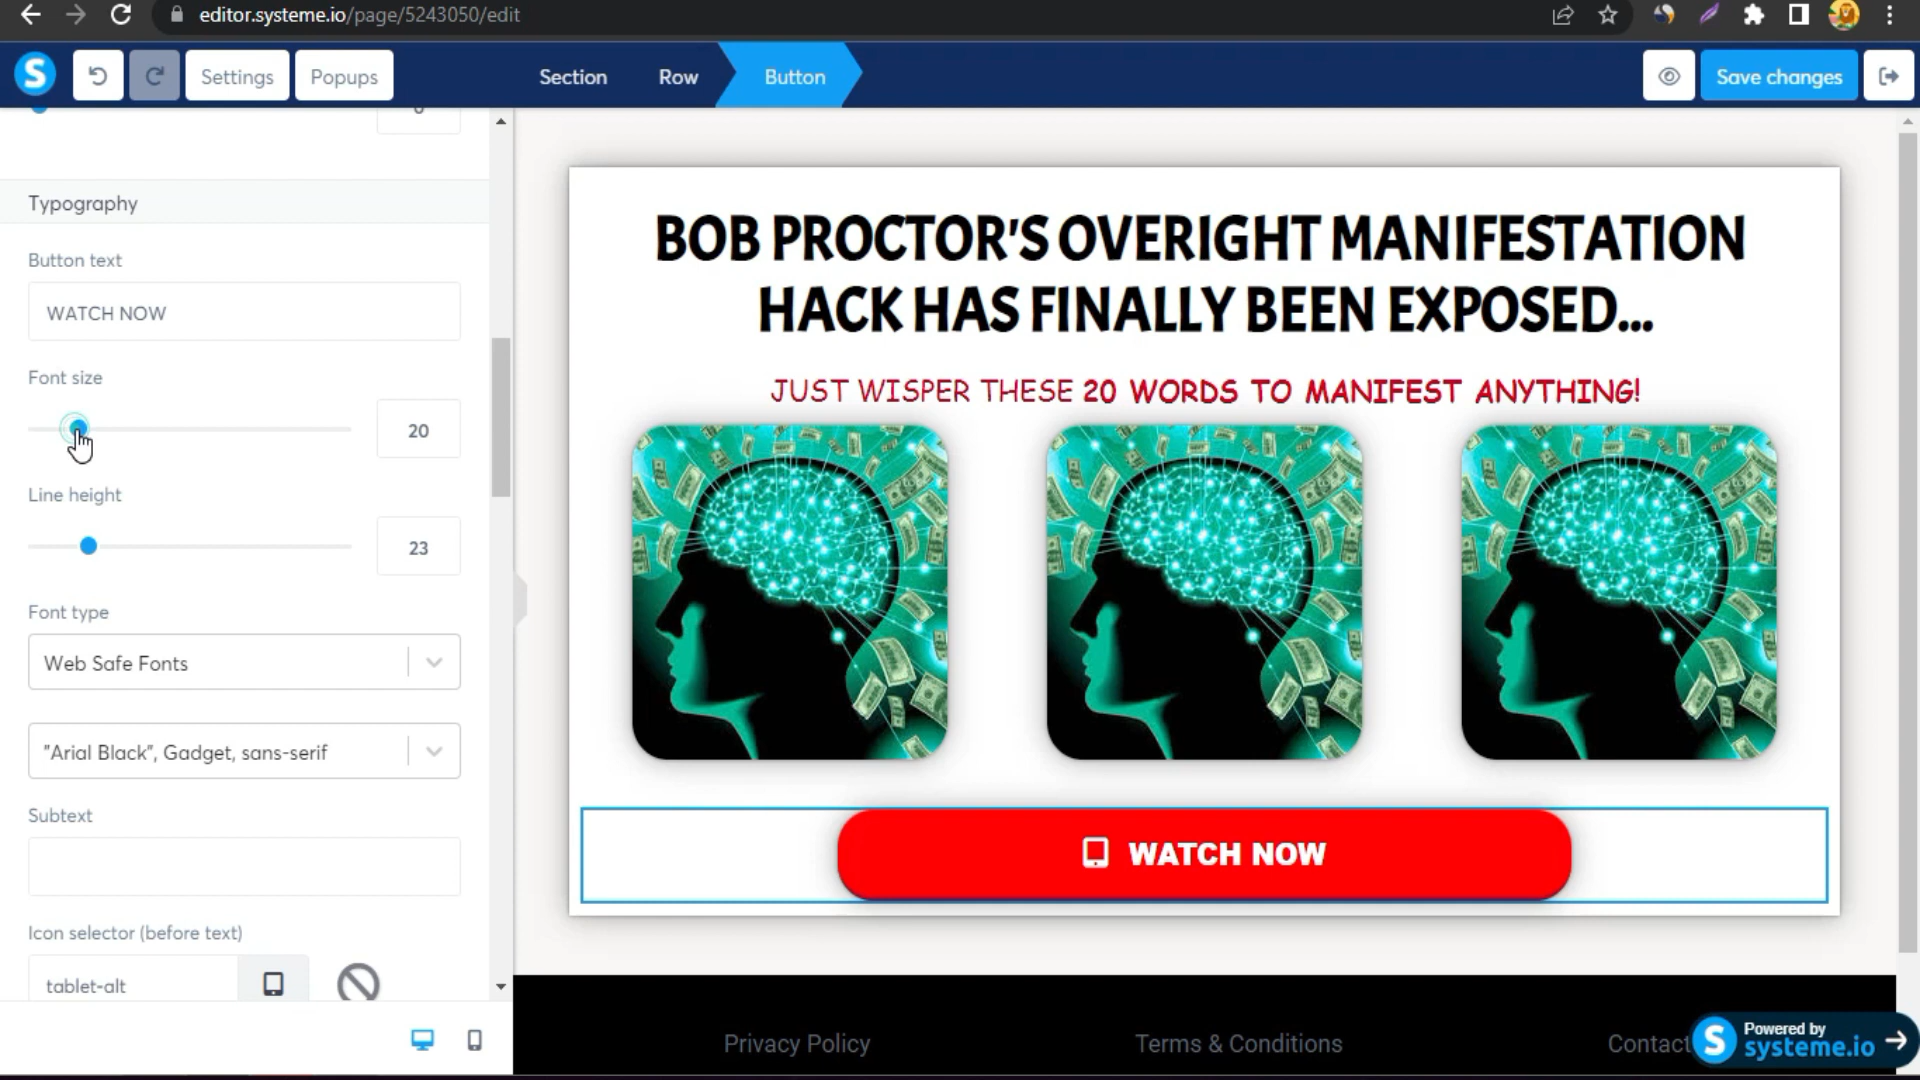 editor.systeme.io/page/5243050/edit
S
Settings
Popups
Section
Row
Button
Save changes
Typography
Button text
WATCH NOW
Font size
20
Line height
23
Font type
Web Safe Fonts
"Arial Black", Gadget, sans-serif
Subtext
Icon selector (before text)
tablet-alt
BOB PROCTOR'S OVERIGHT MANIFESTATION
HACK HAS FINALLY BEEN EXPOSED...
JUST WISPER THESE 20 WORDS TO MANIFEST ANYTHING!
WATCH NOW
Privacy Policy
Terms & Conditions
Contact
S
Powered by
systeme.io